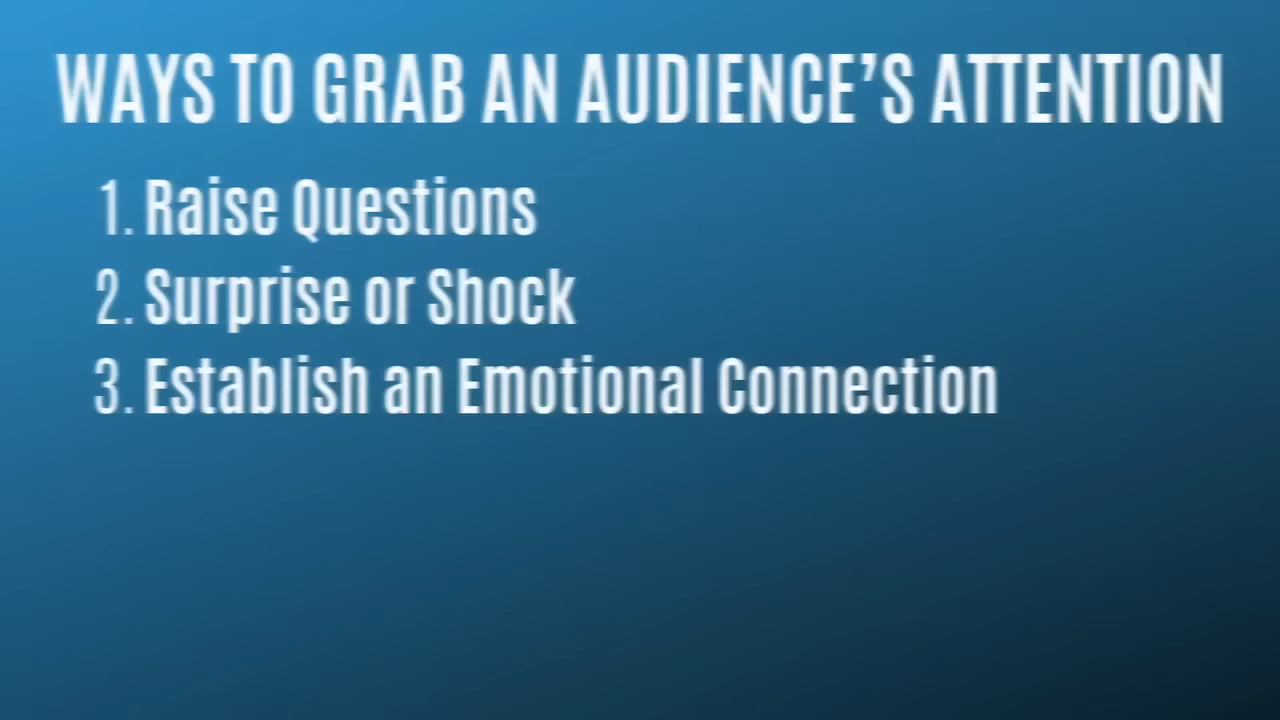 WAYS TO GRAB AN AUDIENCE’S ATTENTION
1. Raise Questions
2. Surprise or Shock
3. Establish an Emotional Connection